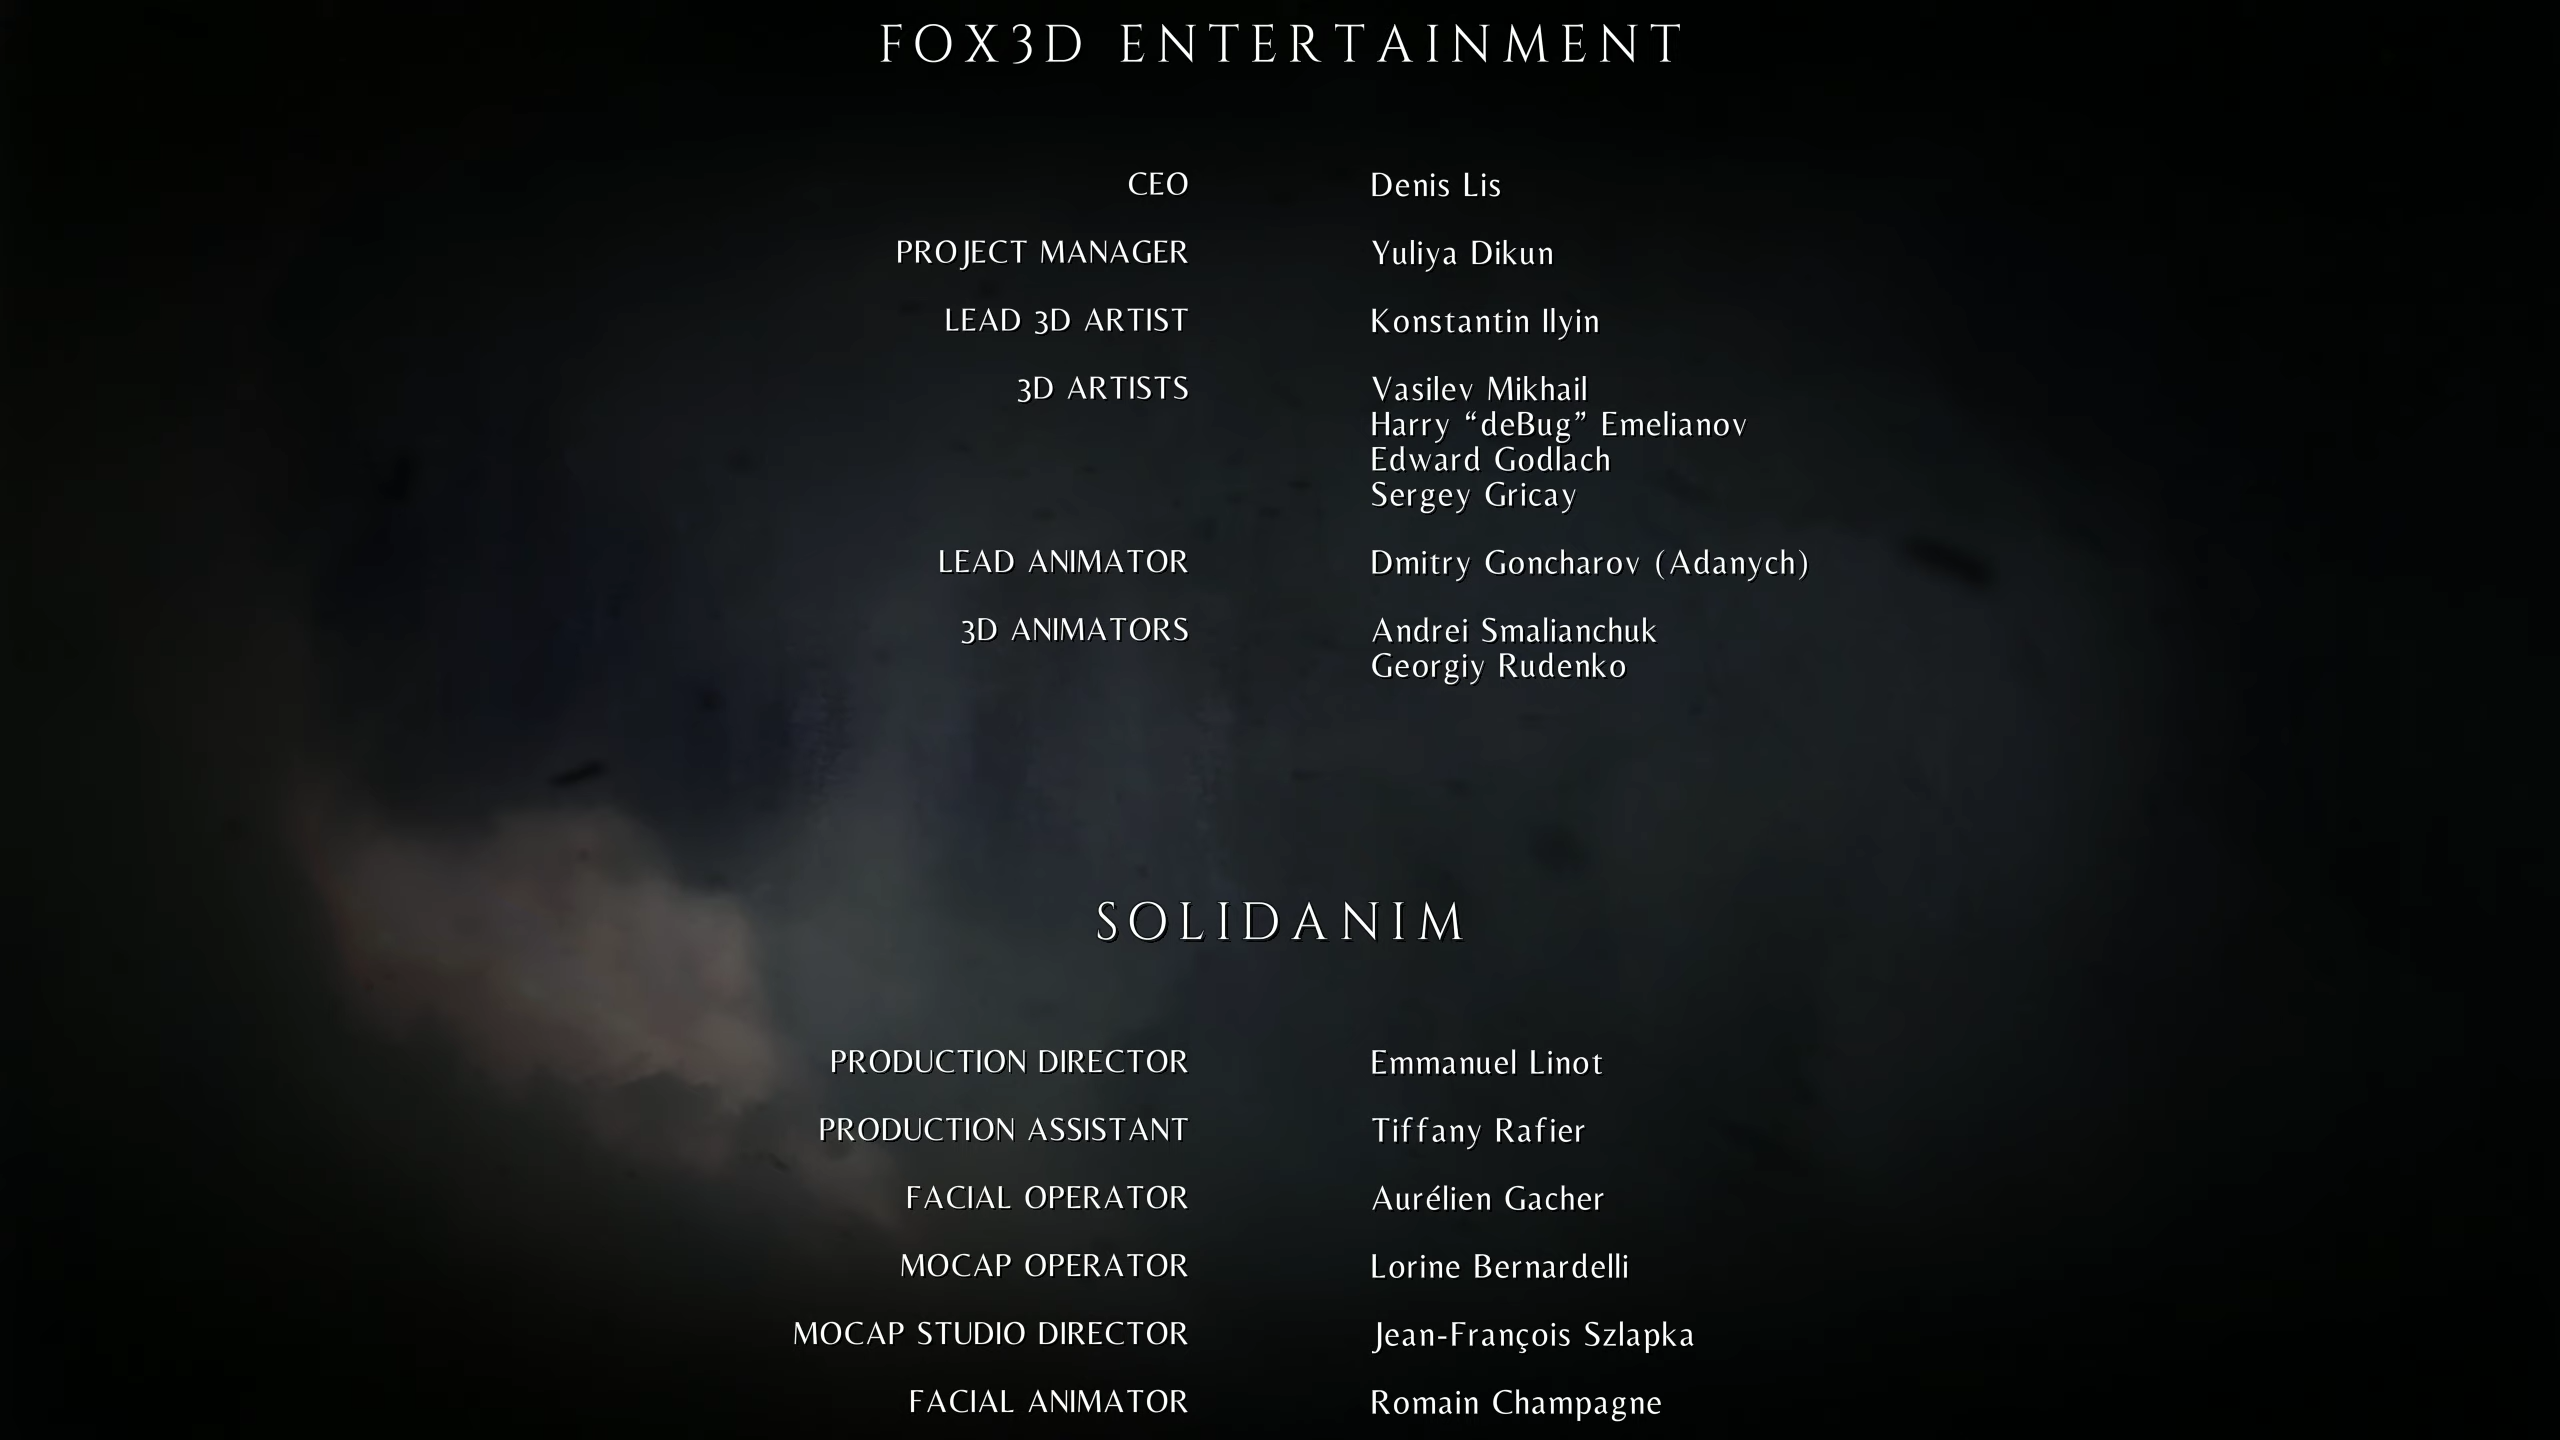 FOX3D ENTERTAINMENT
CEO Denis Lis
PROJECT MANAGER Yuliya Dikun
LEAD 3D ARTIST Konstantin Ilyin
3D ARTISTS Vasilev Mikhail
Harry “deBug” Emelianov
Edward Godlach
Sergey Gricay
LEAD ANIMATOR Dmitry Goncharov (Adanych)
3D ANIMATORS Andrei Smalianchuk
Georgiy Rudenko
SOLIDANIM
PRODUCTION DIRECTOR Emmanuel Linot
PRODUCTION ASSISTANT Tiffany Rafier
FACIAL OPERATOR Aurélien Gacher
MOCAP OPERATOR Lorine Bernardelli
MOCAP STUDIO DIRECTOR Jean-François Szlapka
FACIAL ANIMATOR Romain Champagne